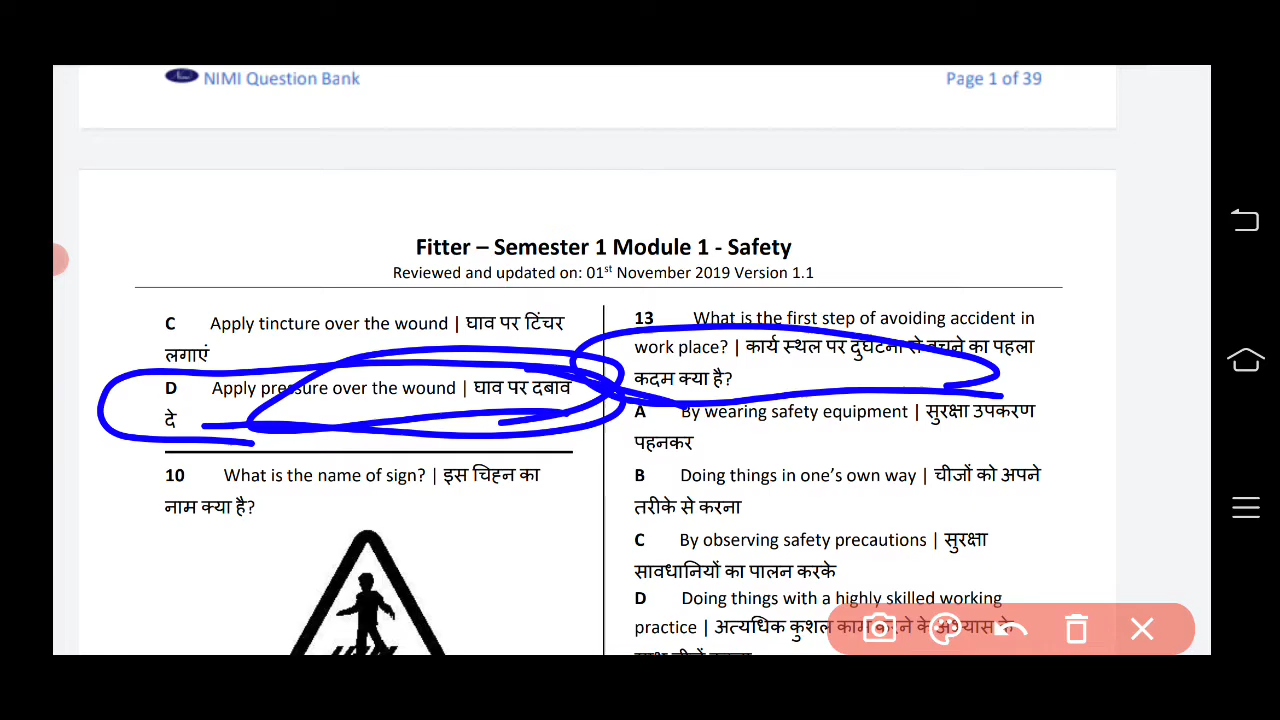 NIMI Question Bank
Page 1 of 39
Fitter – Semester 1 Module 1 - Safety
Reviewed and updated on: 01st November 2019 Version 1.1
C Apply tincture over the wound | घाव पर टिंचर
लगाएं
D Apply pressure over the wound | घाव पर दबाव
दे
10 What is the name of sign? | इस चिह्न का
नाम क्या है?
13 What is the first step of avoiding accident in
work place? | कार्य स्थल पर दुर्घटना से बचने का पहला
कदम क्या है?
A By wearing safety equipment | सुरक्षा उपकरण
पहनकर
B Doing things in one’s own way | चीजों को अपने
तरीके से करना
C By observing safety precautions | सुरक्षा
सावधानियों का पालन करके
D Doing things with a highly skilled working
practice | अत्यधिक कुशल काम करने के अभ्यास के